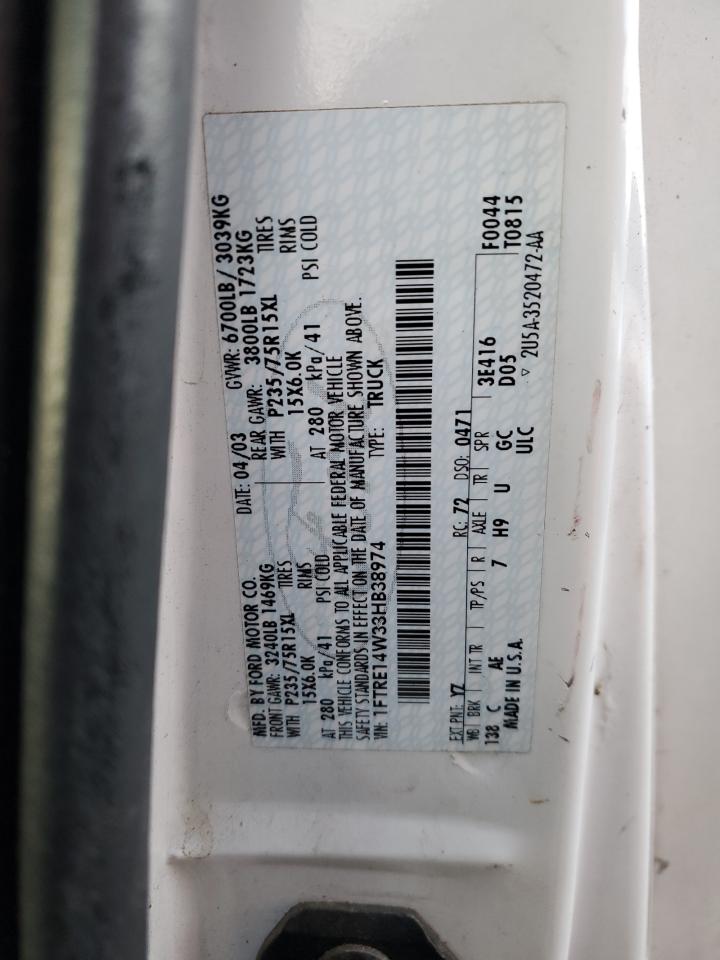 MFD. BY FORD MOTOR CO. DATE: 04/03 GVWR: 6700LB/ 3039KG
FRONT GAWR: 3240LB 1469KG REAR GAWR: 3800LB 1723KG
WITH P235/75R15XL TIRES WITH P235/75R15XL TIRES
15X6.0K RIMS 15X6.0K RIMS
AT 280 kPa/41 PSI COLD AT 280 kPa/41 PSI COLD
THIS VEHICLE CONFORMS TO ALL APPLICABLE FEDERAL MOTOR VEHICLE
SAFETY STANDARDS IN EFFECT ON THE DATE OF MANUFACTURE SHOWN ABOVE.
VIN: 1FTRE14W33HB38974 TYPE: TRUCK
EXT PNT: YZ RC: 72 DSO: 0471
WB BRK INT TR TP/PS R AXLE TR SPR 3E416 F0044
138 C AE 7 H9 U GC D05 T0815
MADE IN U.S.A. ULC
▽ 2U5A-3520472-AA